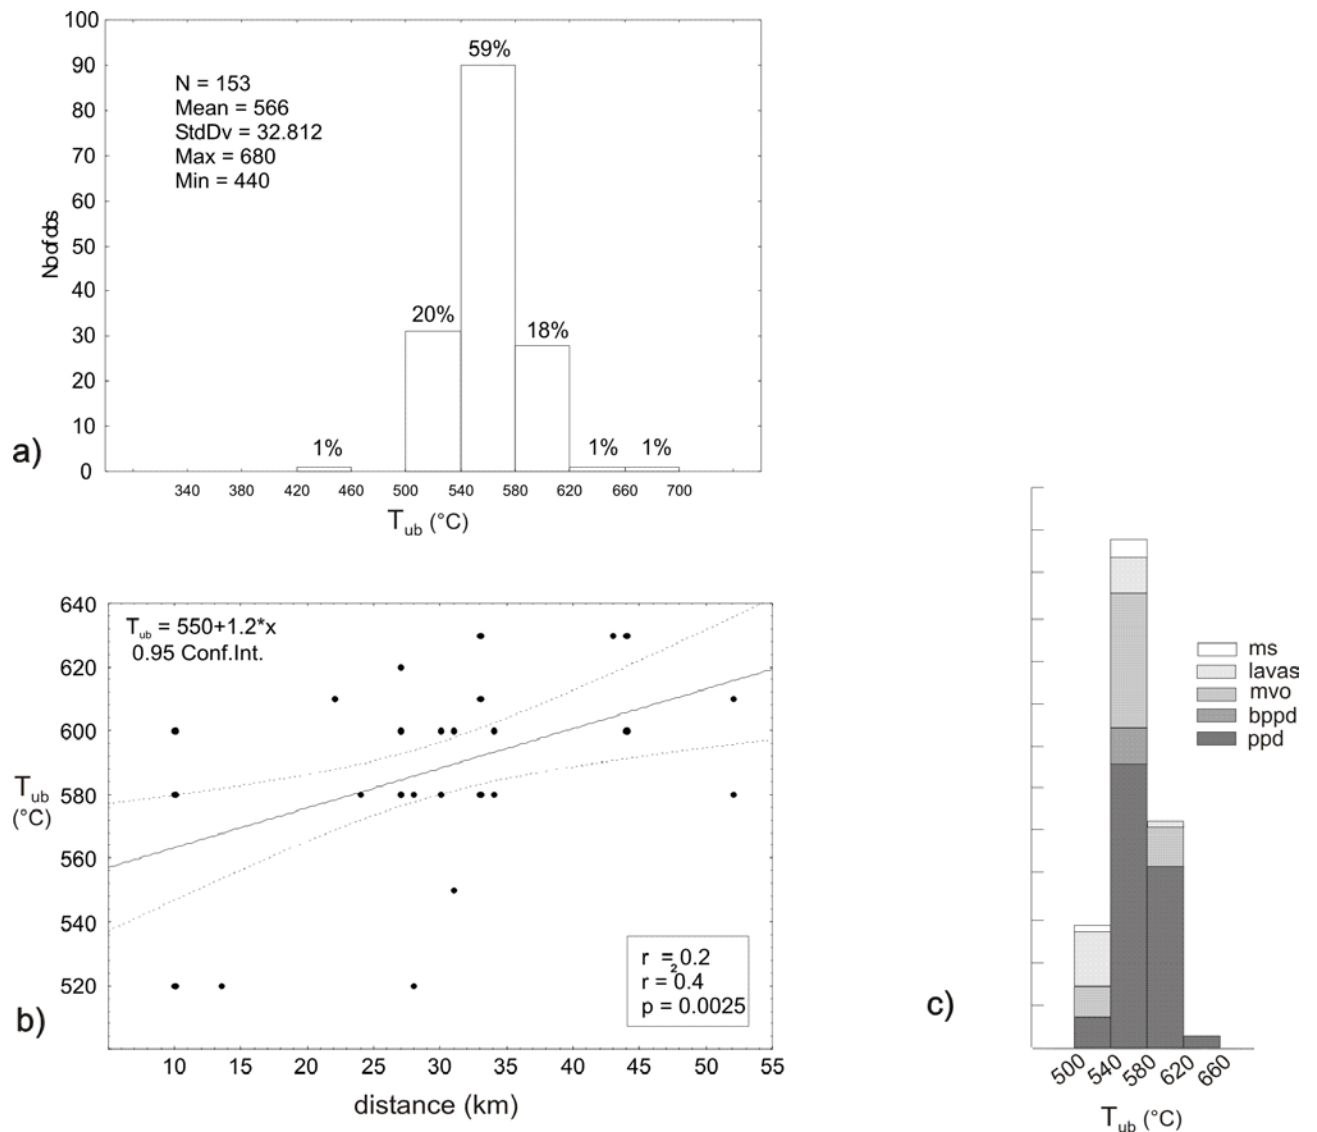 100
90
80
70
60
50
40
30
20
10
0
No of obs
N = 153
Mean = 566
StdDv = 32.812
Max = 680
Min = 440
1%
20%
59%
18%
1%
1%
340 380 420 460 500 540 580 620 660 700
T_ub (°C)
a)
640
620
600
580
560
540
520
T_ub
(°C)
T_ub = 550+1.2*x
0.95 Conf.Int.
r² = 0.2
r = 0.4
p = 0.0025
10 15 20 25 30 35 40 45 50 55
distance (km)
b)
ms
lavas
mvo
bppd
ppd
c)
500 540 580 620 660
T_ub (°C)